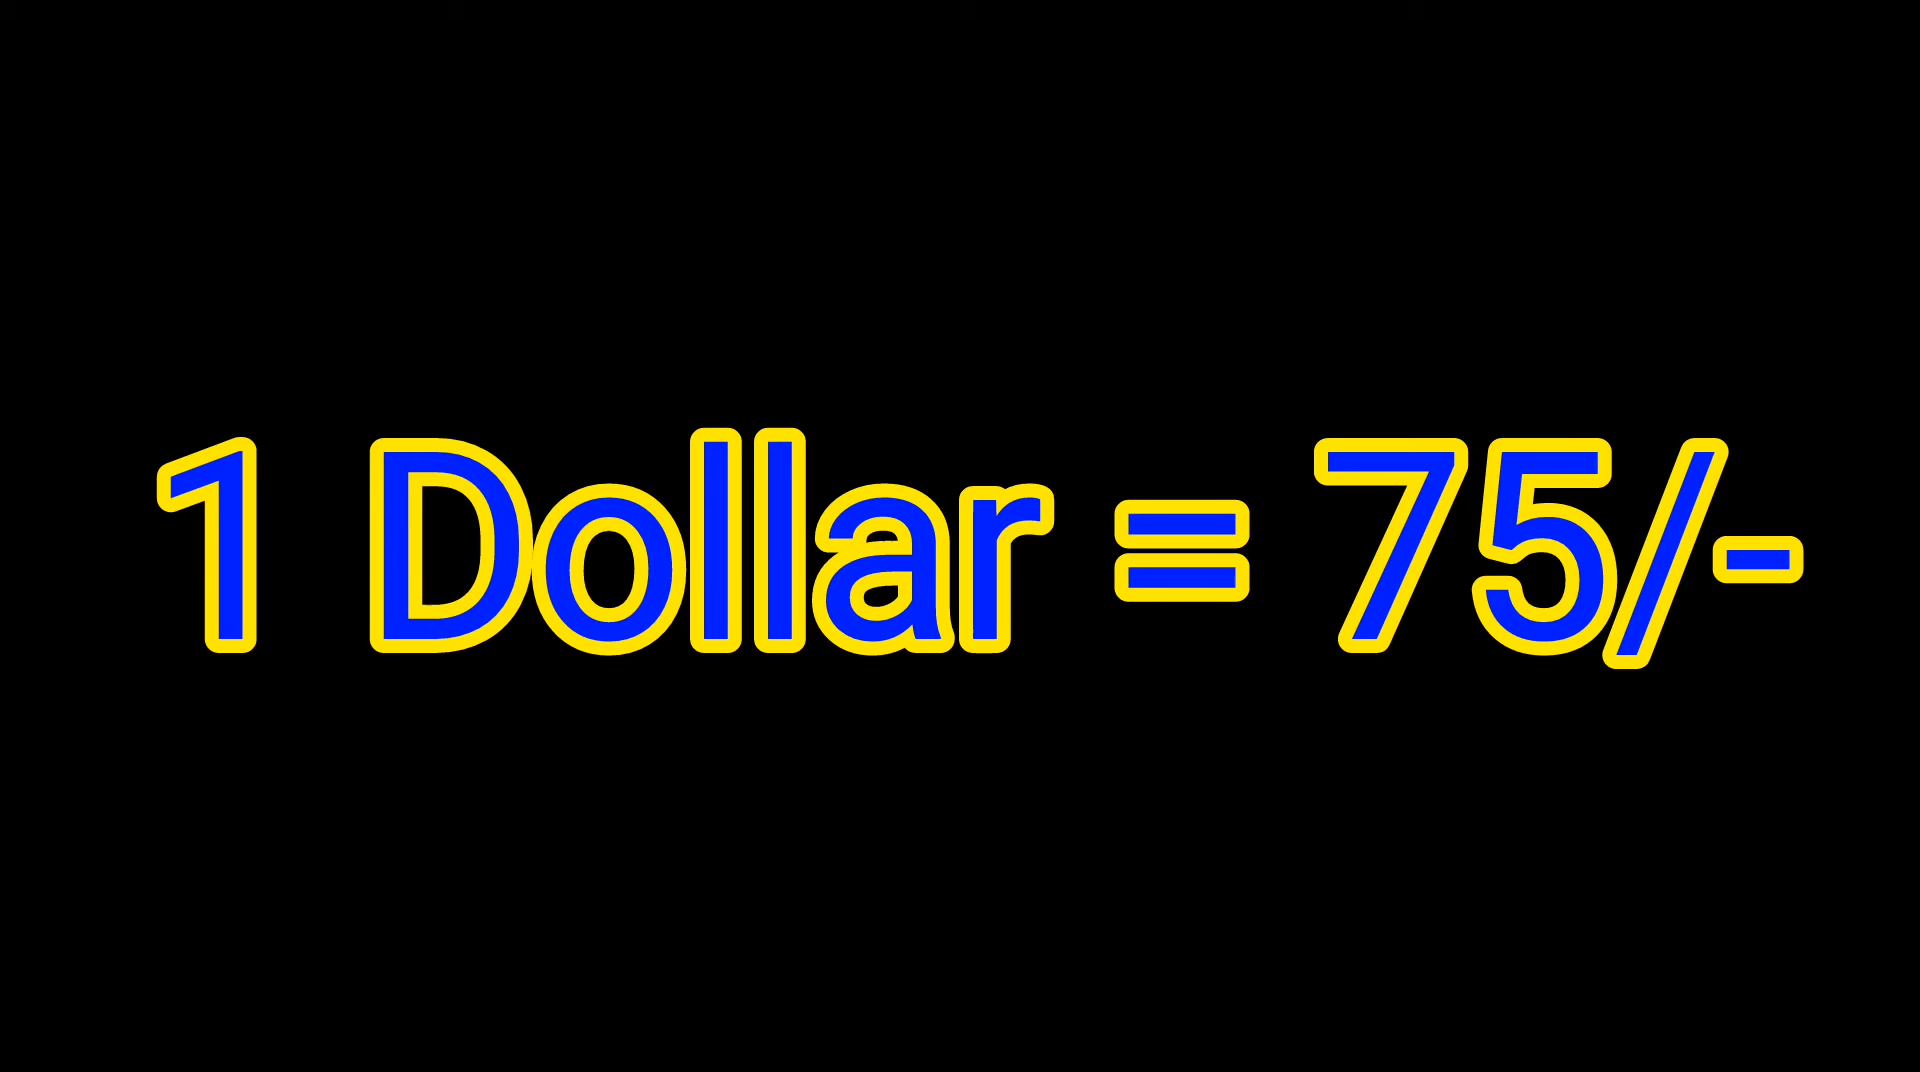 1 Dollar = 75/-